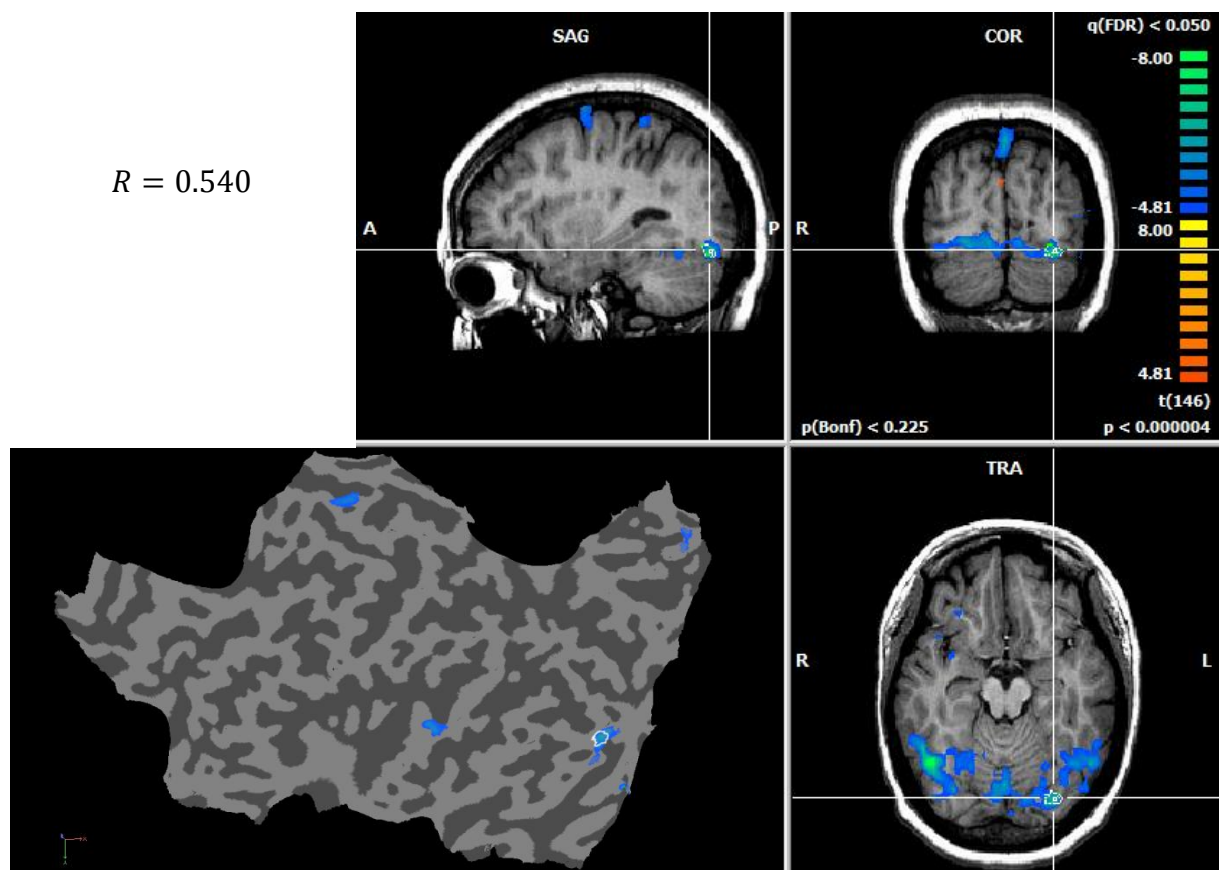 R = 0.540
SAG
A
P
COR
R
q(FDR) < 0.050
-8.00
-4.81
8.00
4.81
t(146)
p(Bonf) < 0.225
p < 0.000004
TRA
R
L